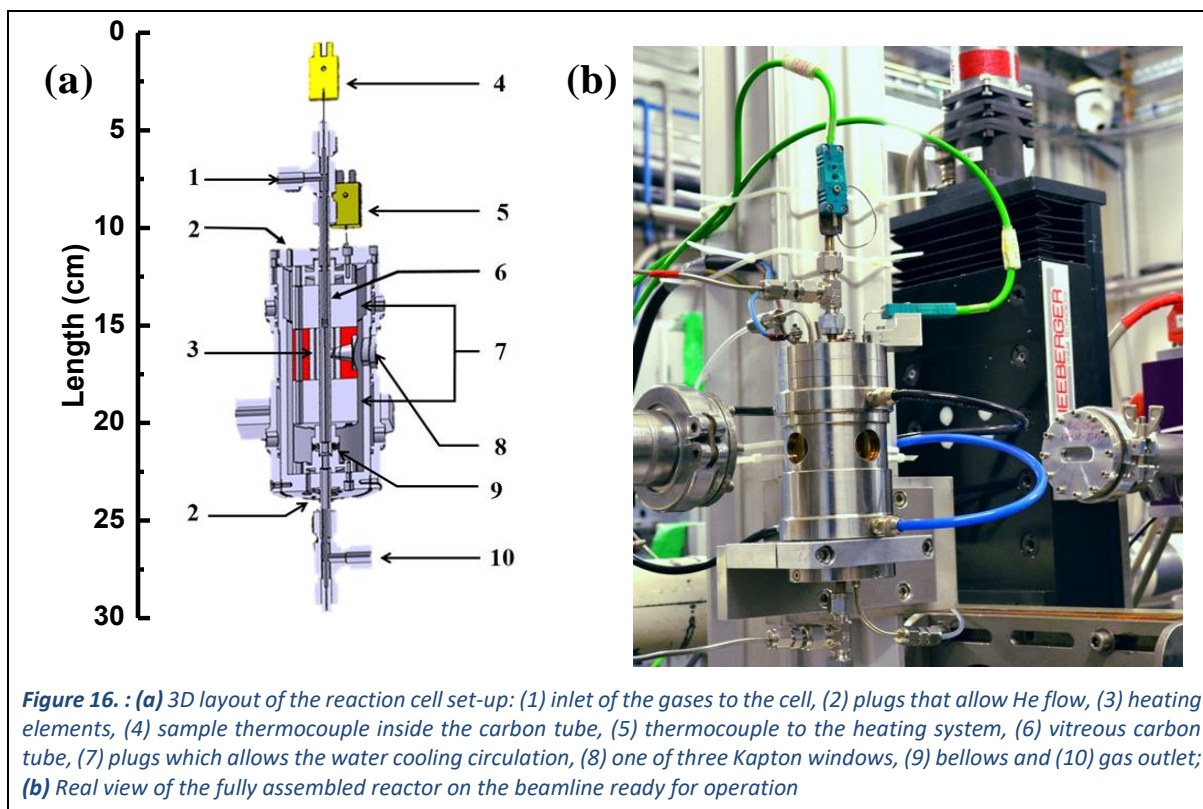 0
5
10
15
20
25
30
Length (cm)
(a)
1
2
3
2
4
5
6
7
8
9
10
(b)
NEEBERGER
Figure 16. : (a) 3D layout of the reaction cell set-up: (1) inlet of the gases to the cell, (2) plugs that allow He flow, (3) heating
elements, (4) sample thermocouple inside the carbon tube, (5) thermocouple to the heating system, (6) vitreous carbon
tube, (7) plugs which allows the water cooling circulation, (8) one of three Kapton windows, (9) bellows and (10) gas outlet;
(b) Real view of the fully assembled reactor on the beamline ready for operation